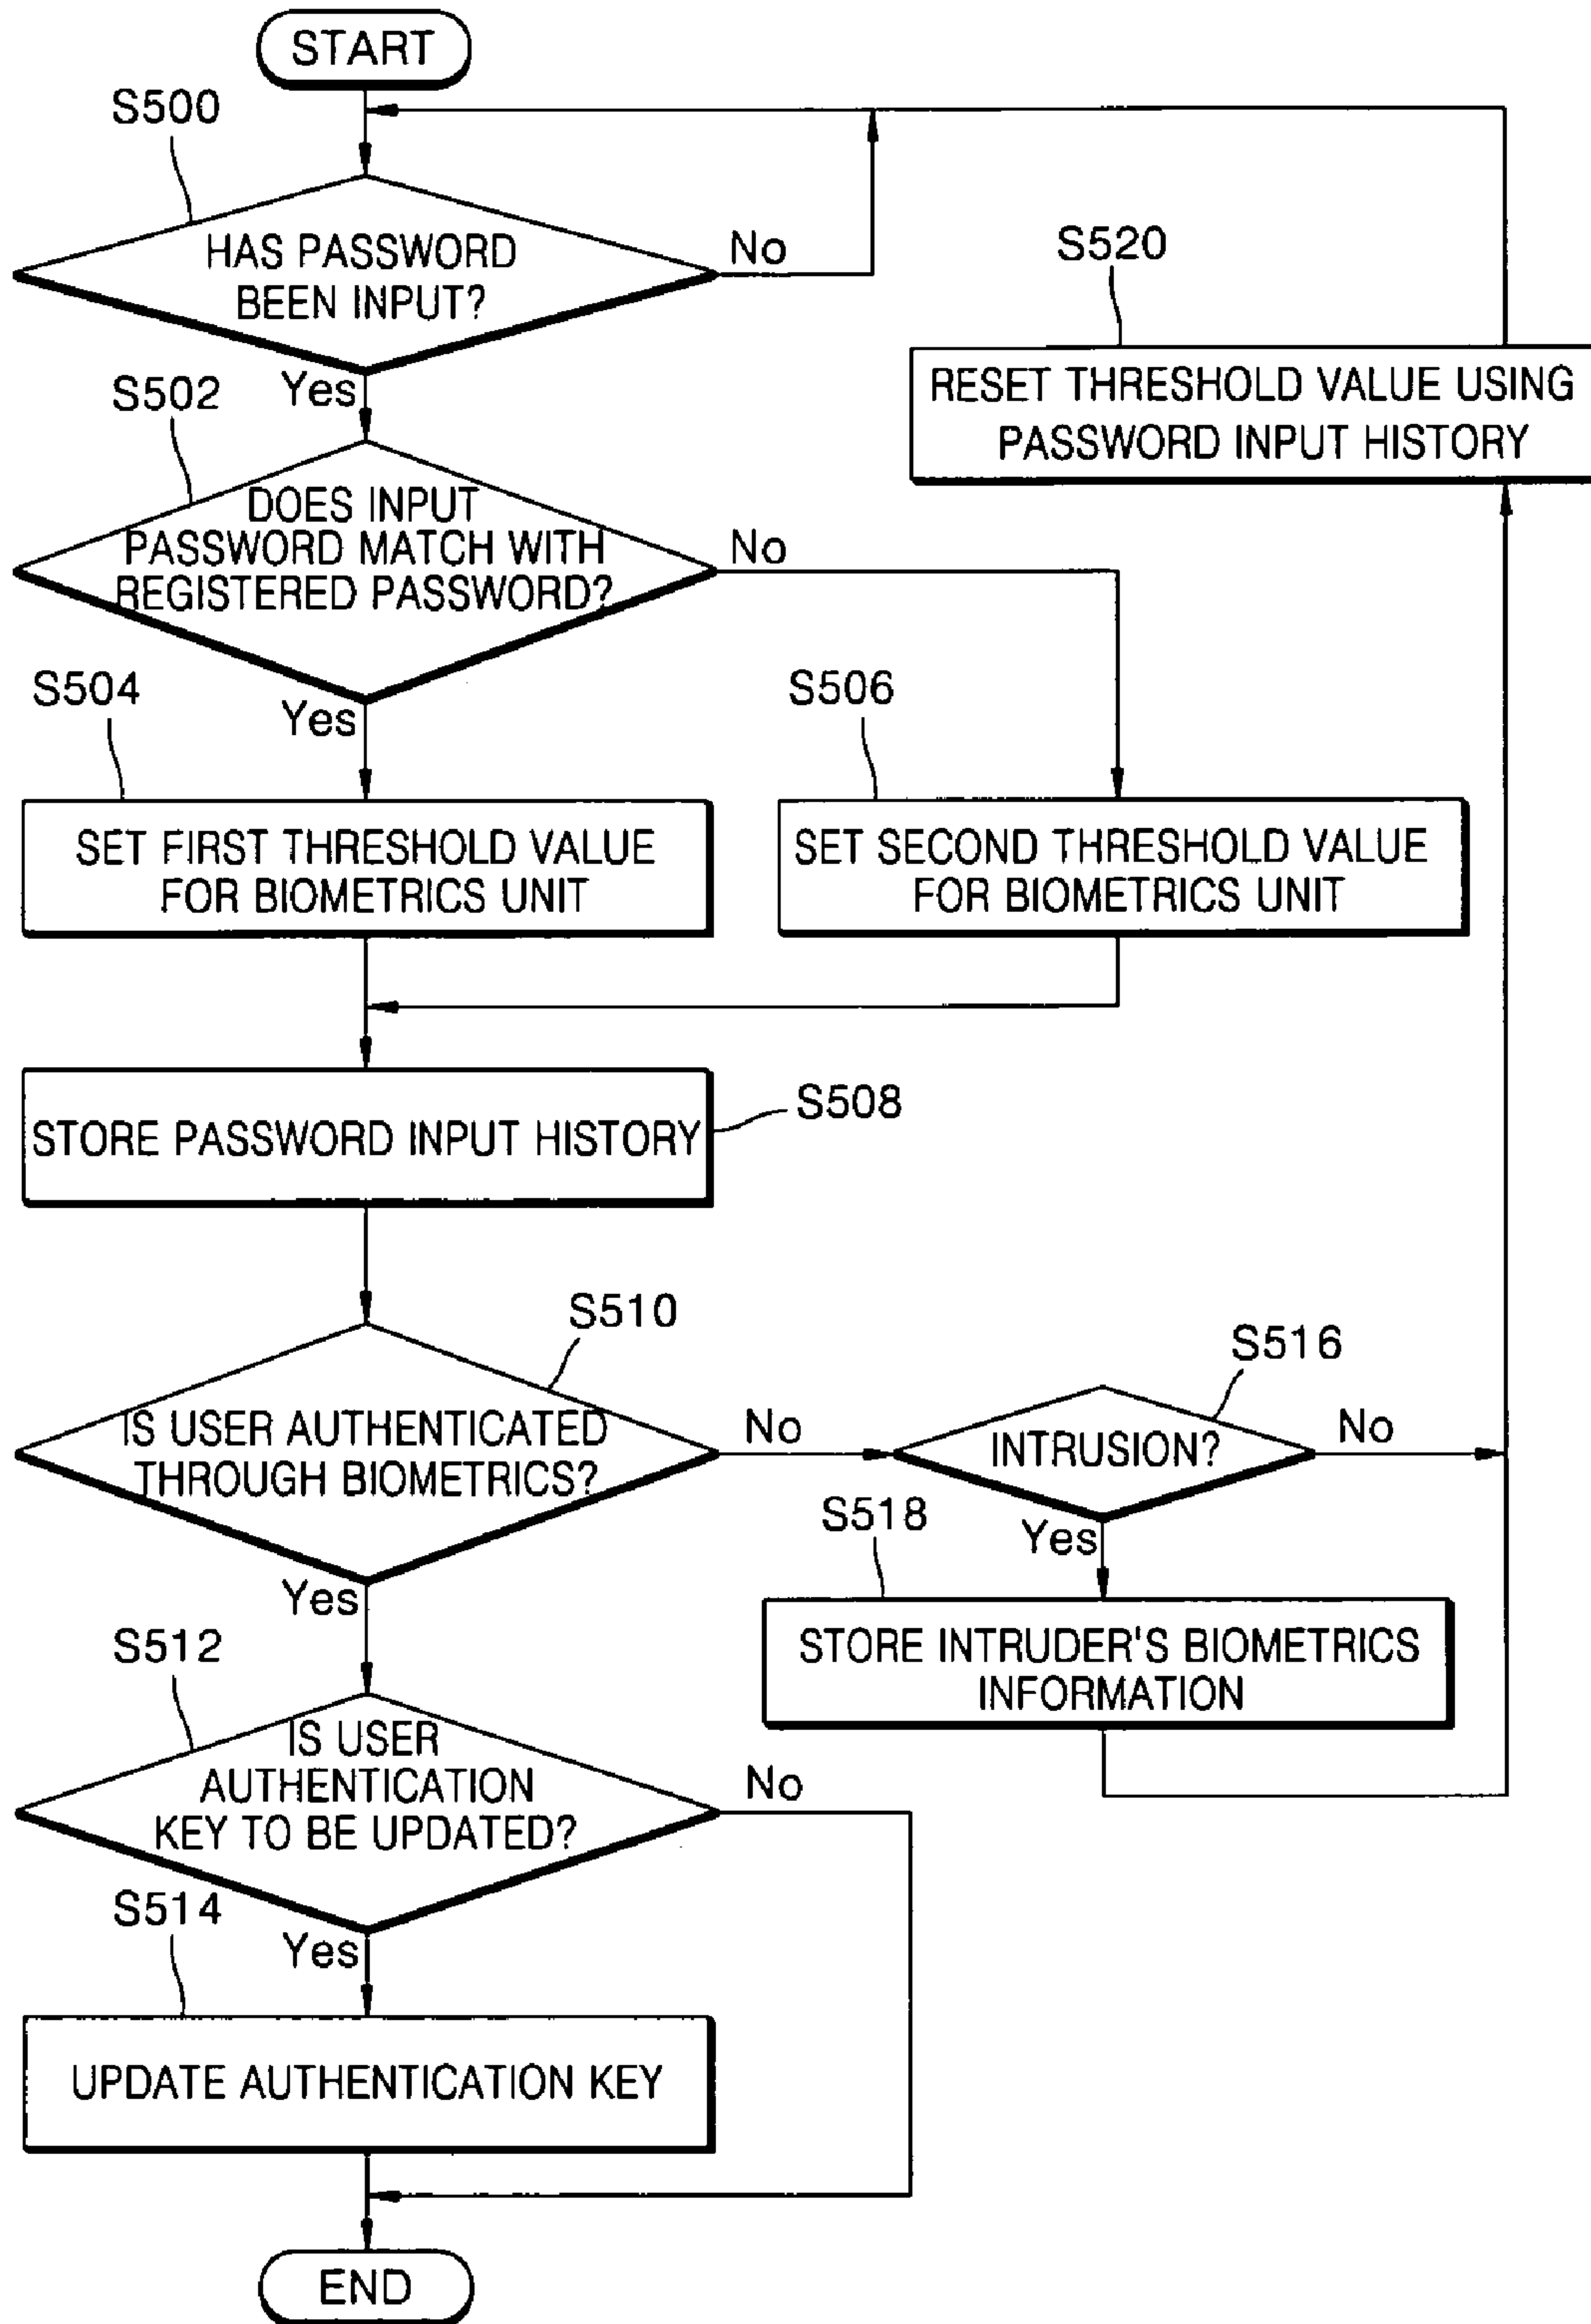 START
S500
HAS PASSWORD
BEEN INPUT?
No
Yes
S520
RESET THRESHOLD VALUE USING
PASSWORD INPUT HISTORY
S502
DOES INPUT
PASSWORD MATCH WITH
REGISTERED PASSWORD?
No
Yes
S504
SET FIRST THRESHOLD VALUE
FOR BIOMETRICS UNIT
S506
SET SECOND THRESHOLD VALUE
FOR BIOMETRICS UNIT
STORE PASSWORD INPUT HISTORY
S508
S510
IS USER AUTHENTICATED
THROUGH BIOMETRICS?
No
Yes
S516
INTRUSION?
No
Yes
S518
STORE INTRUDER'S BIOMETRICS
INFORMATION
S512
IS USER
AUTHENTICATION
KEY TO BE UPDATED?
No
Yes
S514
UPDATE AUTHENTICATION KEY
END